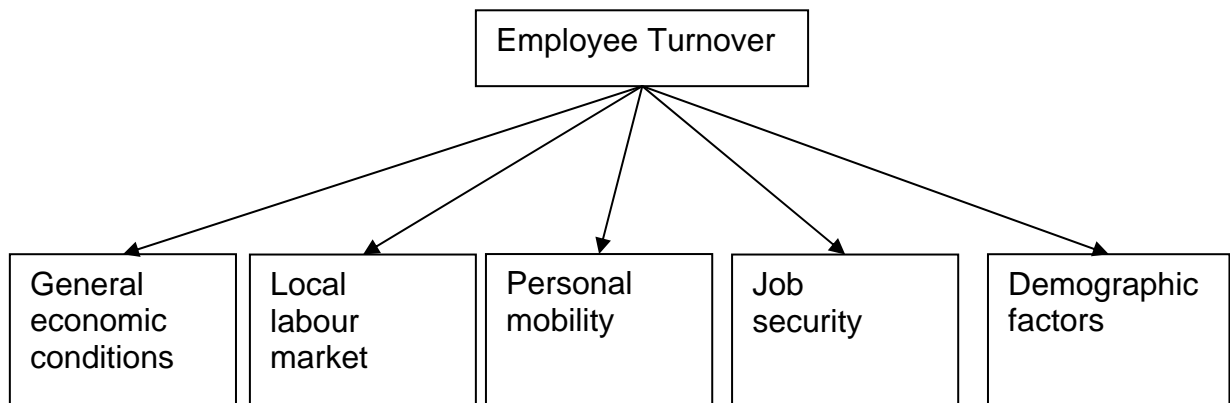 Employee Turnover
General
economic
conditions
Local
labour
market
Personal
mobility
Job
security
Demographic
factors